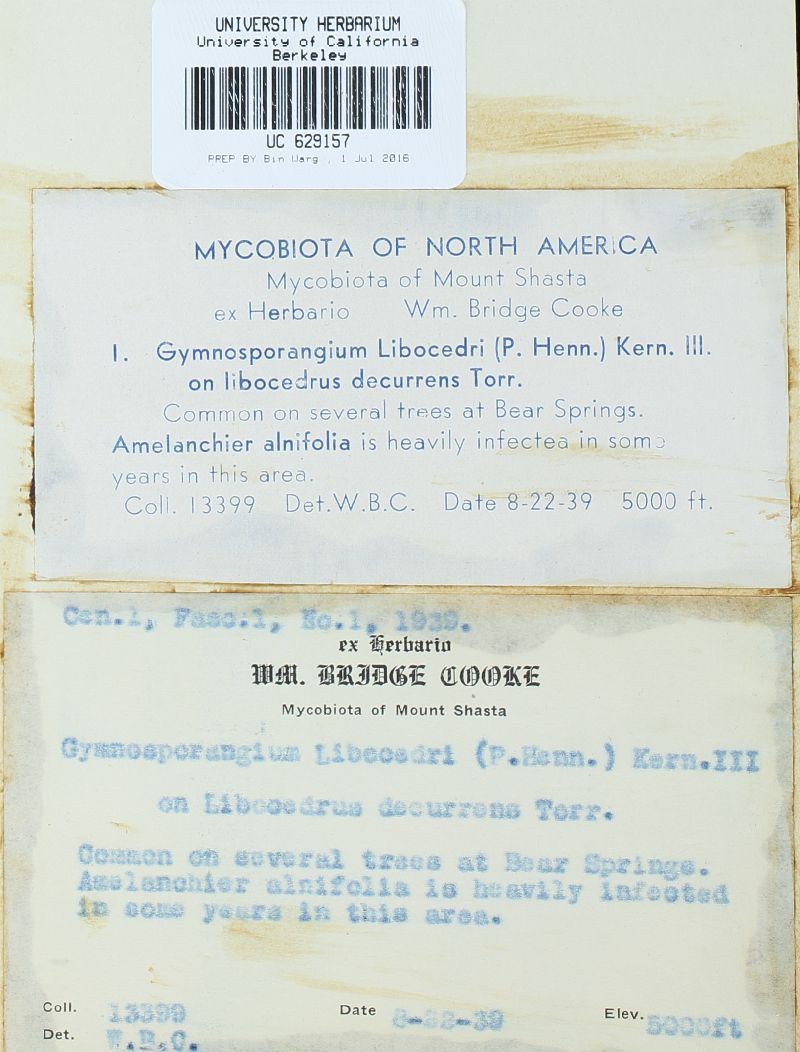 UNIVERSITY HERBARIUM
University of California
Berkeley
UC 629157
PREP BY Bin Wang , 1 Jul 2016
MYCOBIOTA OF NORTH AMERICA
Mycobiota of Mount Shasta
ex Herbario Wm. Bridge Cooke
1. Gymnosporangium Libocedri (P. Henn.) Kern. III.
on libocedrus decurrens Torr.
Common on several trees at Bear Springs.
Amelanchier alnifolia is heavily infected in some
years in this area.
Coll. 13399 Det.W.B.C. Date 8-22-39 5000 ft.
Cen.1, Fasc.1, No.1, 1939.
ex Herbario
WM. BRIDGE COOKE
Mycobiota of Mount Shasta
Gymnosporangium Libocedri (P.Henn.) Kern.III
on Libocedrus decurrens Torr.
Common on several trees at Bear Springs.
Amelanchier alnifolia is heavily infected
in some years in this area.
Coll. 13399 Date 8-22-39 Elev. 5000ft
Det. W.B.C.